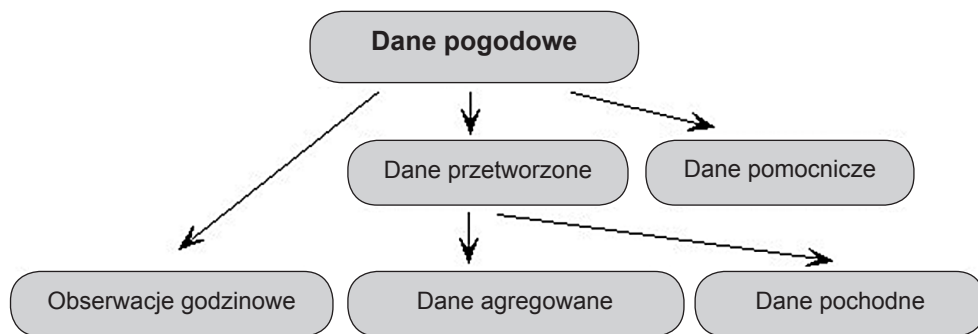 Dane pogodowe
Dane przetworzone
Dane pomocnicze
Obserwacje godzinowe
Dane agregowane
Dane pochodne